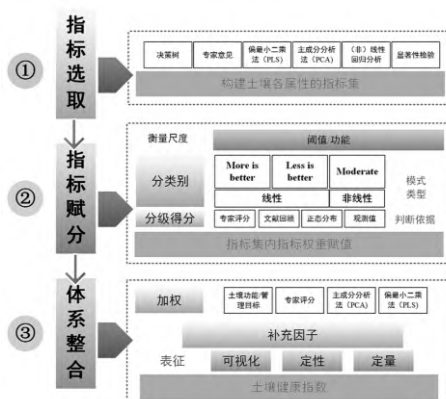 ①
指标选取
决策树
专家意见
偏最小二乘
法（PLS）
主成分分析
法（PCA）
（非）线性
回归分析
显著性检验
构建土壤各属性的指标集
②
指标赋分
衡量尺度
阈值/功能
分类别
More is
better
Less is
better
Moderate
线性
非线性
模式
类型
分级得分
专家评分
文献回顾
正态分布
观测值
判断依据
指标集内指标权重赋值
③
体系整合
加权
土壤功能/管
理目标
专家评分
主成分分析
法（PCA）
偏最小二乘
法（PLS）
补充因子
表征
可视化
定性
定量
土壤健康指数